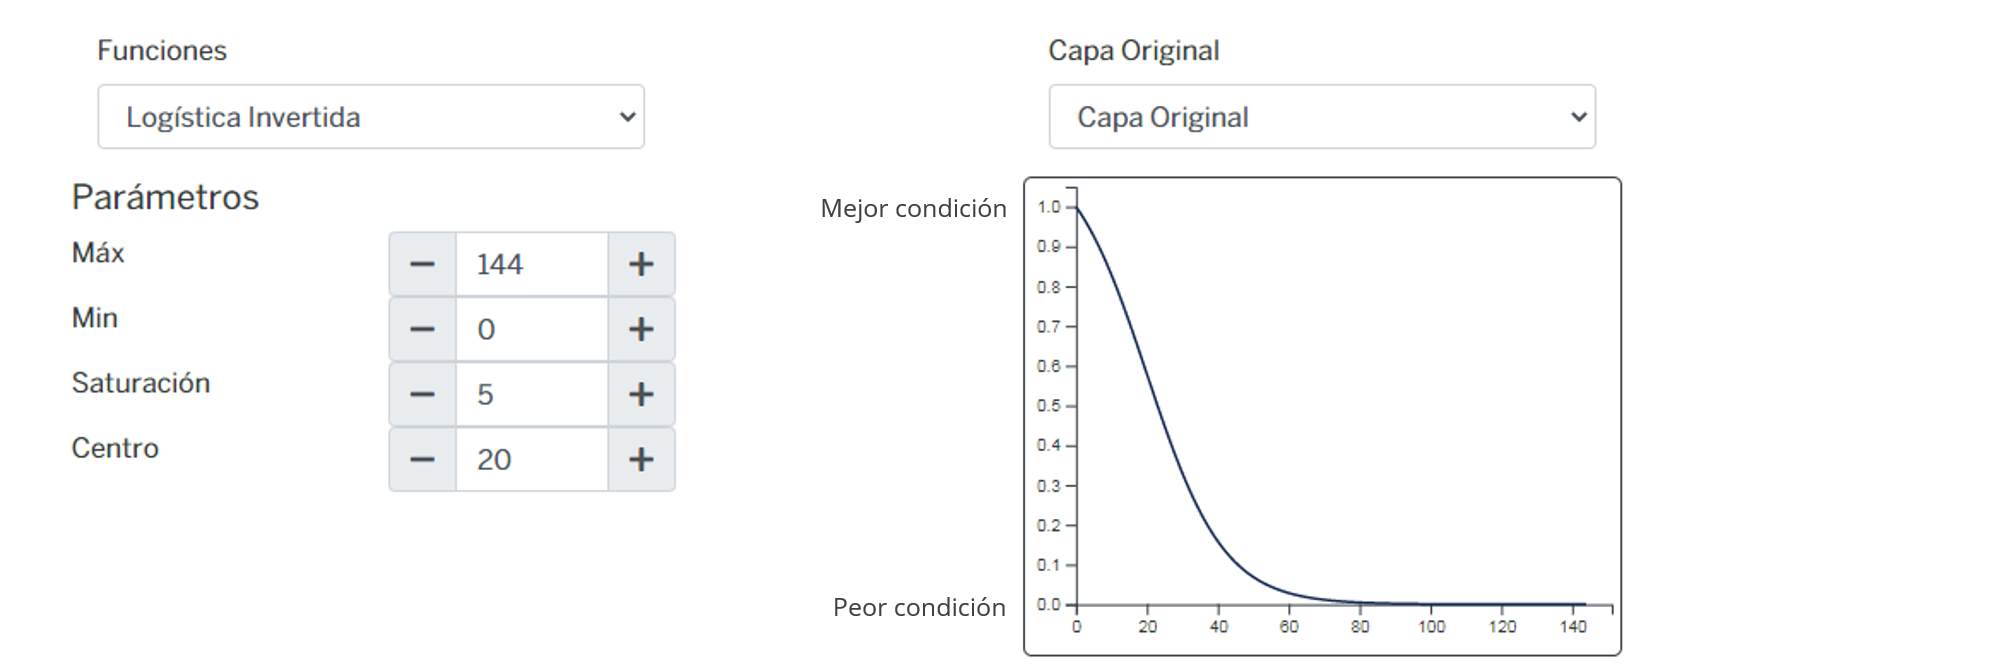 Funciones
Logística Invertida
Parámetros
Máx
144
Min
0
Saturación
5
Centro
20
Capa Original
Capa Original
Mejor condición
Peor condición
1.0
0.9
0.8
0.7
0.6
0.5
0.4
0.3
0.2
0.1
0.0
0 20 40 60 80 100 120 140